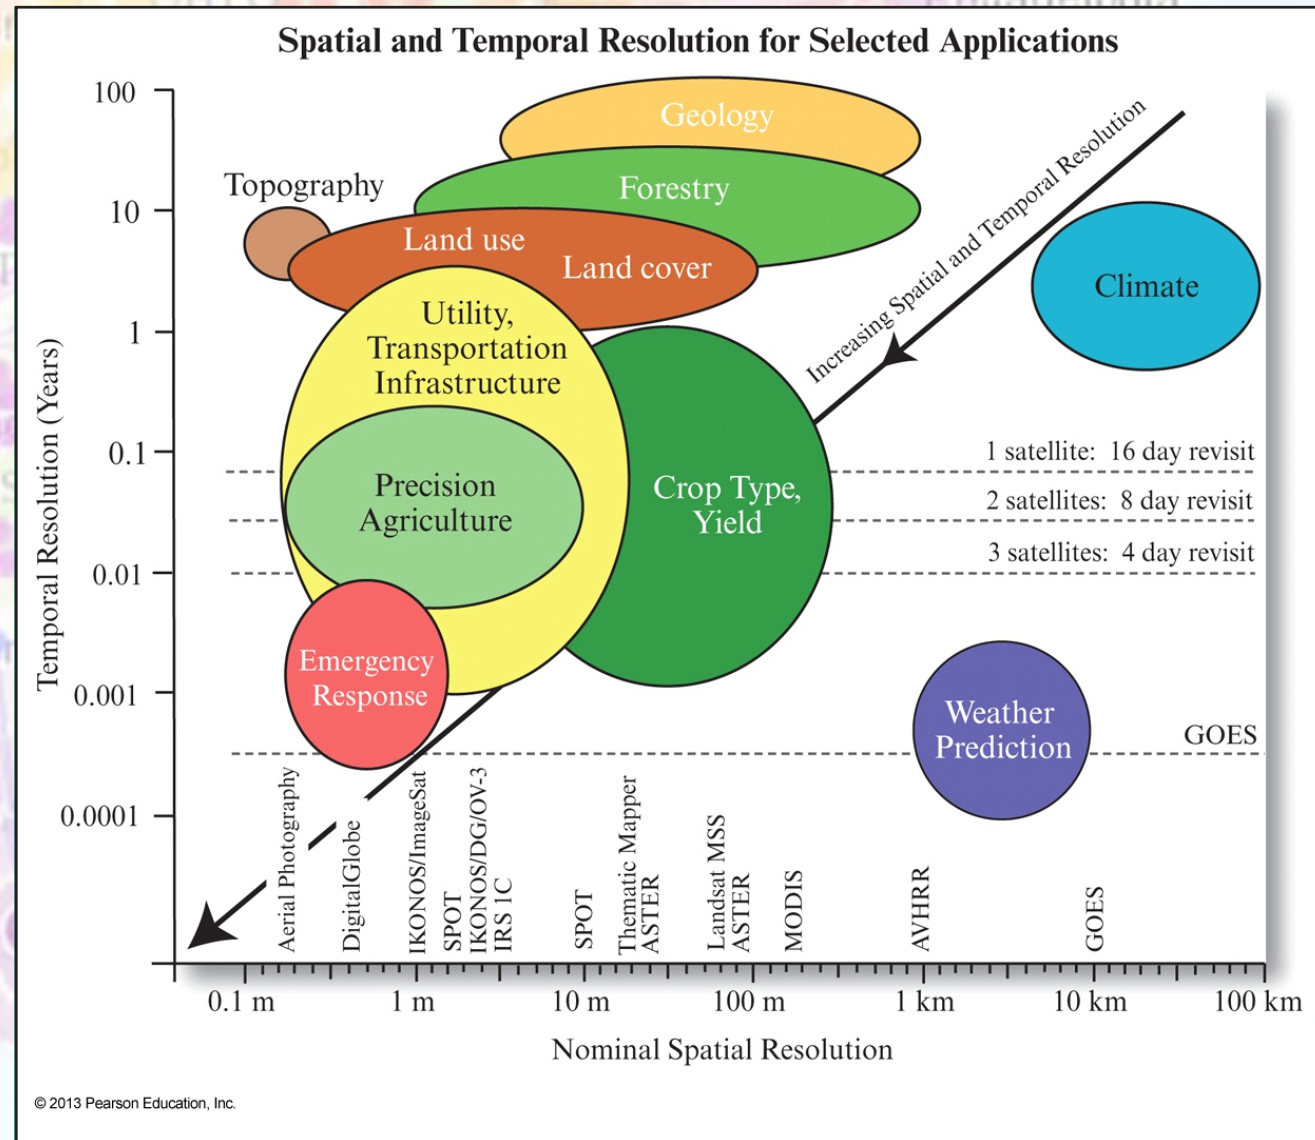 Spatial and Temporal Resolution for Selected Applications
100
10
1
0.1
0.01
0.001
0.0001
Temporal Resolution (Years)
Geology
Forestry
Topography
Land use
Land cover
Utility,
Transportation
Infrastructure
Precision
Agriculture
Crop Type,
Yield
Emergency
Response
Increasing Spatial and Temporal Resolution
Climate
1 satellite: 16 day revisit
2 satellites: 8 day revisit
3 satellites: 4 day revisit
Weather
Prediction
GOES
Aerial Photography
DigitalGlobe
IKONOS/ImageSat
SPOT
IKONOS/DG/OV-3
IRS 1C
SPOT
Thematic Mapper
ASTER
Landsat MSS
ASTER
MODIS
AVHRR
GOES
0.1 m
1 m
10 m
100 m
1 km
10 km
100 km
Nominal Spatial Resolution
© 2013 Pearson Education, Inc.